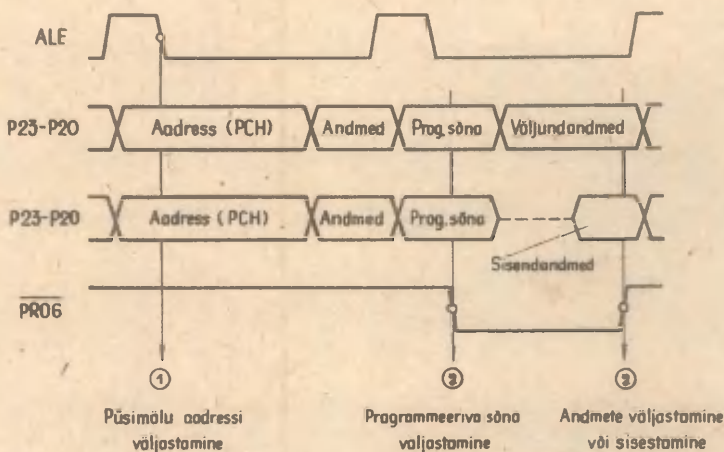 ALE
P23-P20
Aadress (PCH)
Andmed
Prog. sõna
Väljundandmed
P23-P20
Aadress (PCH)
Andmed
Prog. sõna
Sisendandmed
PROG
1
2
3
Püsimälu aadressi
väljastamine
Programmeeriva sõna
väljastamine
Andmete väljastamine
või sisestamine